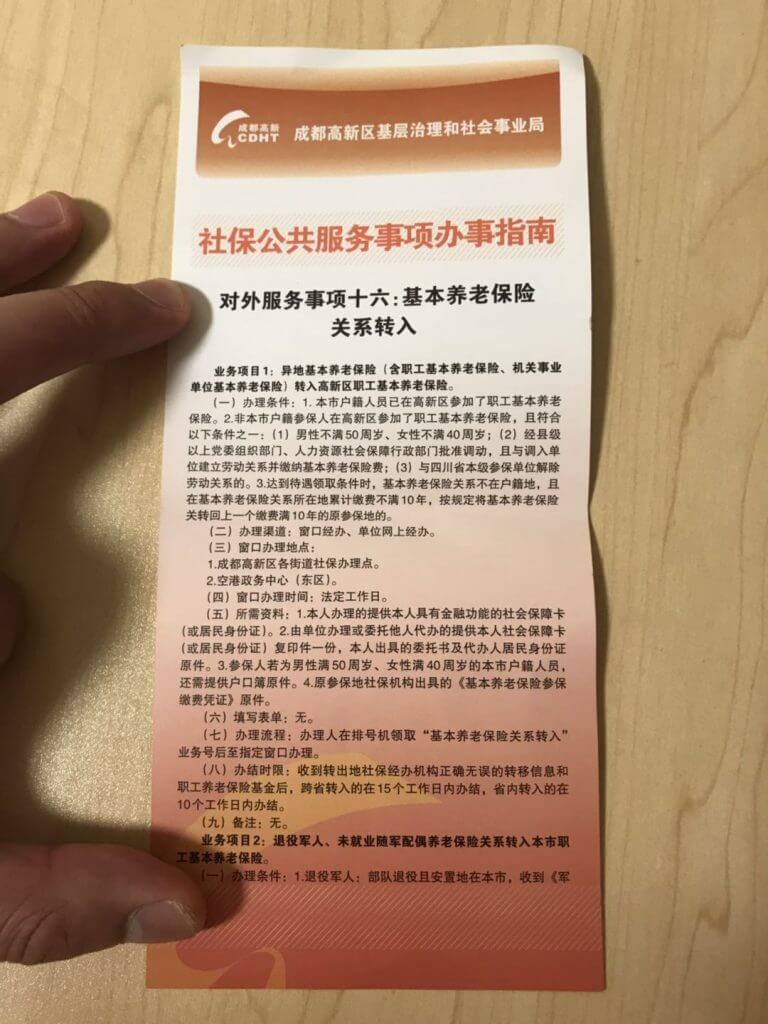 成都高新
CDHT
成都高新区基层治理和社会事业局
社保公共服务事项办事指南
对外服务事项十六：基本养老保险
关系转入
业务项目1：异地基本养老保险（含职工基本养老保险、机关事业
单位基本养老保险）转入高新区职工基本养老保险。
（一）办理条件：1. 本市户籍人员已在高新区参加了职工基本养老
保险。2.非本市户籍参保人在高新区参加了职工基本养老保险，且符合
以下条件之一：（1）男性不满50周岁、女性不满40周岁；（2）经县级
以上党委组织部门、人力资源社会保障行政部门批准调动，且与调入单
位建立劳动关系并缴纳基本养老保险费；（3）与四川省本级参保单位解除
劳动关系的。3.达到待遇领取条件时，基本养老保险关系不在户籍地，且
在基本养老保险关系所在地累计缴费不满10年，按规定将基本养老保险
关转回上一个缴费满10年的原参保地的。
（二）办理渠道：窗口经办、单位网上经办。
（三）窗口办理地点：
1.成都高新区各街道社保办理点。
2.空港政务中心（东区）。
（四）窗口办理时间：法定工作日。
（五）所需资料：1.本人办理的提供本人具有金融功能的社会保障卡
（或居民身份证）。2.由单位办理或委托他人代办的提供本人社会保障卡
（或居民身份证）复印件一份，本人出具的委托书及代办人居民身份证
原件。3.参保人若为男性满50周岁、女性满40周岁的本市户籍人员，
还需提供户口簿原件。4.原参保地社保机构出具的《基本养老保险参保
缴费凭证》原件。
（六）填写表单：无。
（七）办理流程：办理人在排号机领取“基本养老保险关系转入”
业务号后至指定窗口办理。
（八）办结时限：收到转出地社保经办机构正确无误的转移信息和
职工养老保险基金后，跨省转入的在15个工作日内办结，省内转入的在
10个工作日内办结。
（九）备注：无。
业务项目2：退役军人、未就业随军配偶养老保险关系转入本市职
工基本养老保险。
（一）办理条件：1.退役军人：部队退役且安置地在本市，收到《军